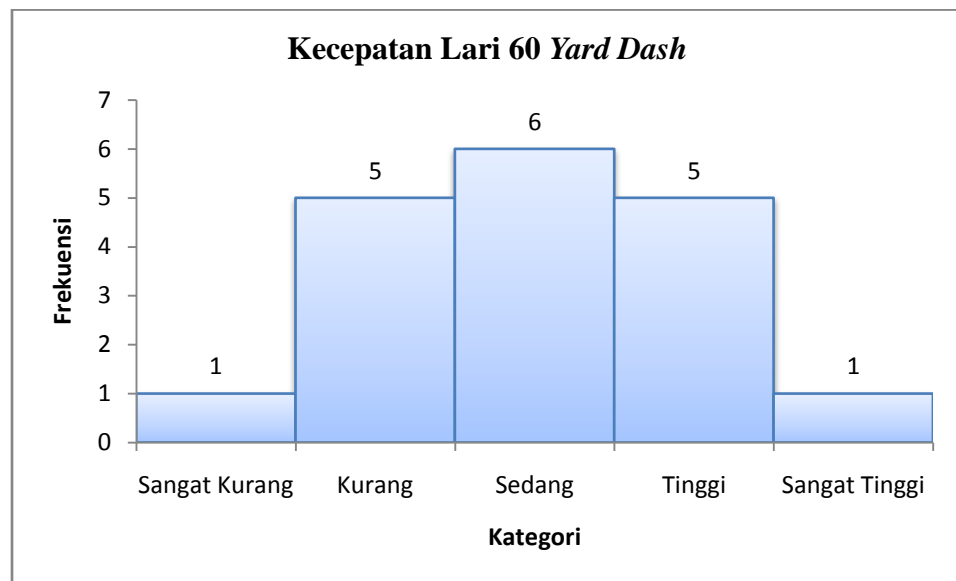 Kecepatan Lari 60 Yard Dash
Frekuensi
7
6
5
4
3
2
1
0
1
5
6
5
1
Sangat Kurang
Kurang
Sedang
Tinggi
Sangat Tinggi
Kategori